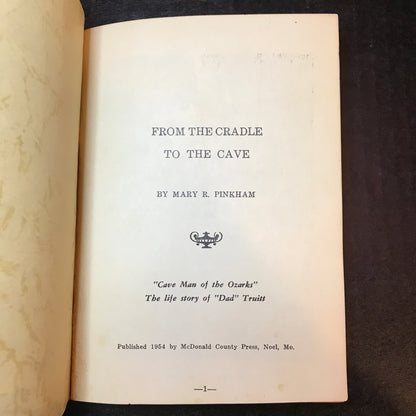 FROM THE CRADLE
TO THE CAVE
BY MARY R. PINKHAM
"Cave Man of the Ozarks"
The life story of "Dad" Truitt
Published 1954 by McDonald County Press, Noel, Mo.
—1—